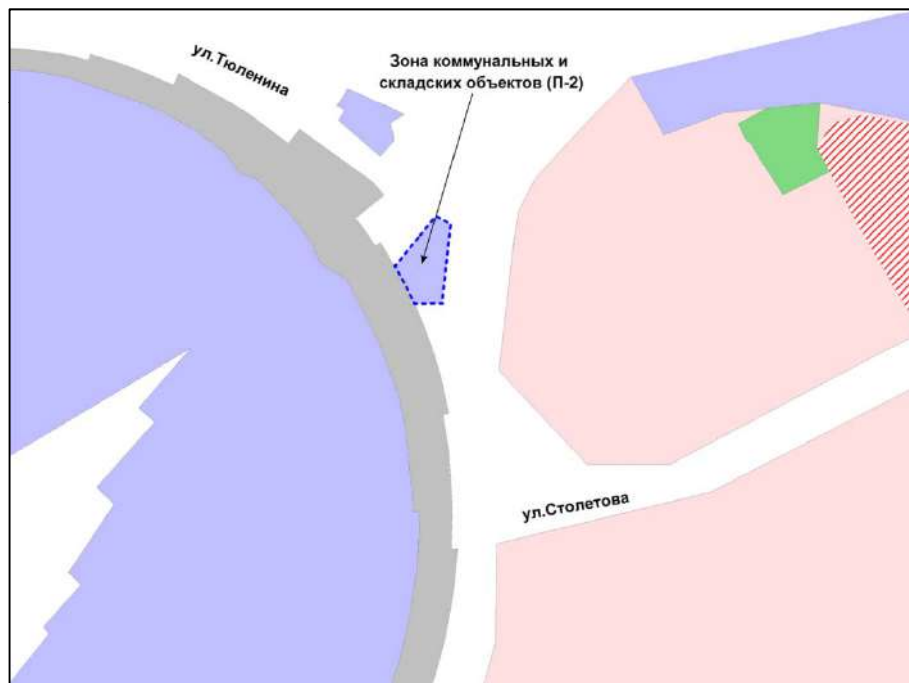 ул.Тюленина
Зона коммунальных и
складских объектов (П-2)
ул.Столетова